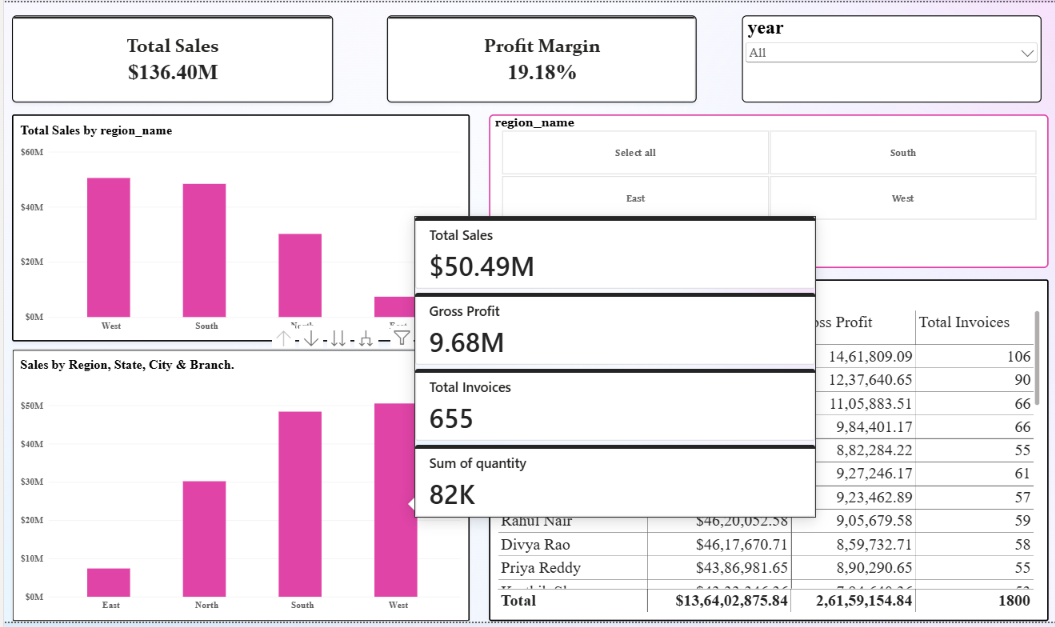 Total Sales
$136.40M
Profit Margin
19.18%
year
All
Total Sales by region_name
$60M
$40M
$20M
$0M
West South
region_name
Select all South
East West
Sales by Region, State, City & Branch.
$50M
$40M
$30M
$20M
$10M
$0M
East North South West
Total Sales
$50.49M
Gross Profit
9.68M
Total Invoices
655
Sum of quantity
82K
Profit Total Invoices
14,61,809.09 106
12,37,640.65 90
11,05,883.51 66
9,84,401.17 66
8,82,284.22 55
9,27,246.17 61
9,23,462.89 57
Rahul Nair $46,20,052.58 9,05,679.58 59
Divya Rao $46,17,670.71 8,59,732.71 58
Priya Reddy $43,86,981.65 8,90,290.65 55
Total $13,64,02,875.84 2,61,59,154.84 1800